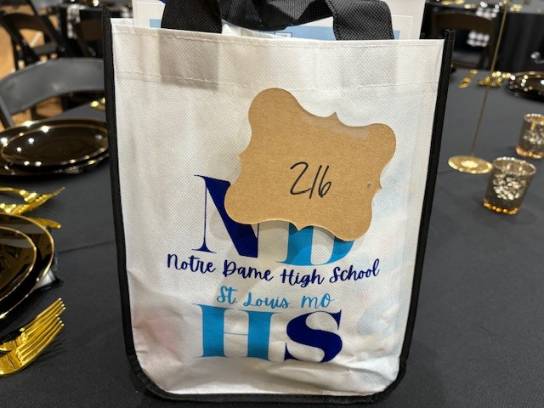 216
ND
Notre Dame High School
St. Louis, MO
HS